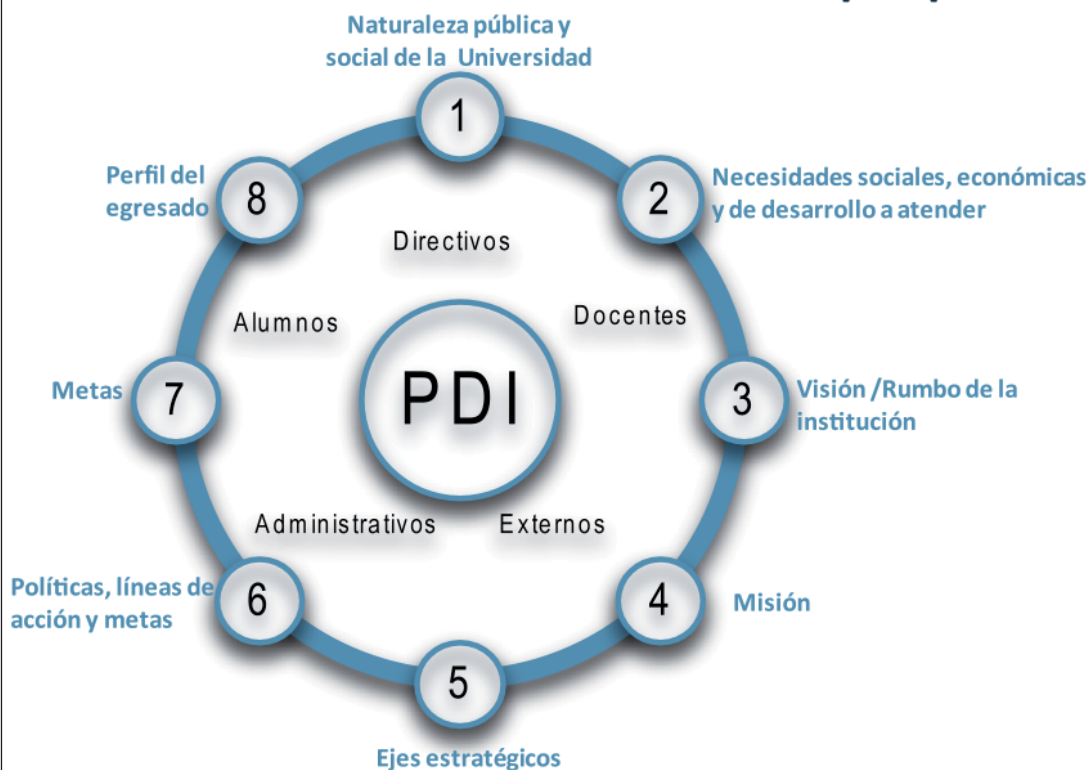 Naturaleza pública y
social de la Universidad
1
Perfil del
egresado
8
2
Necesidades sociales, económicas
y de desarrollo a atender
Directivos
Alumnos
Docentes
Metas
7
PDI
3
Visión /Rumbo de la
institución
Administrativos
Externos
Políticas, líneas de
acción y metas
6
4
Misión
5
Ejes estratégicos